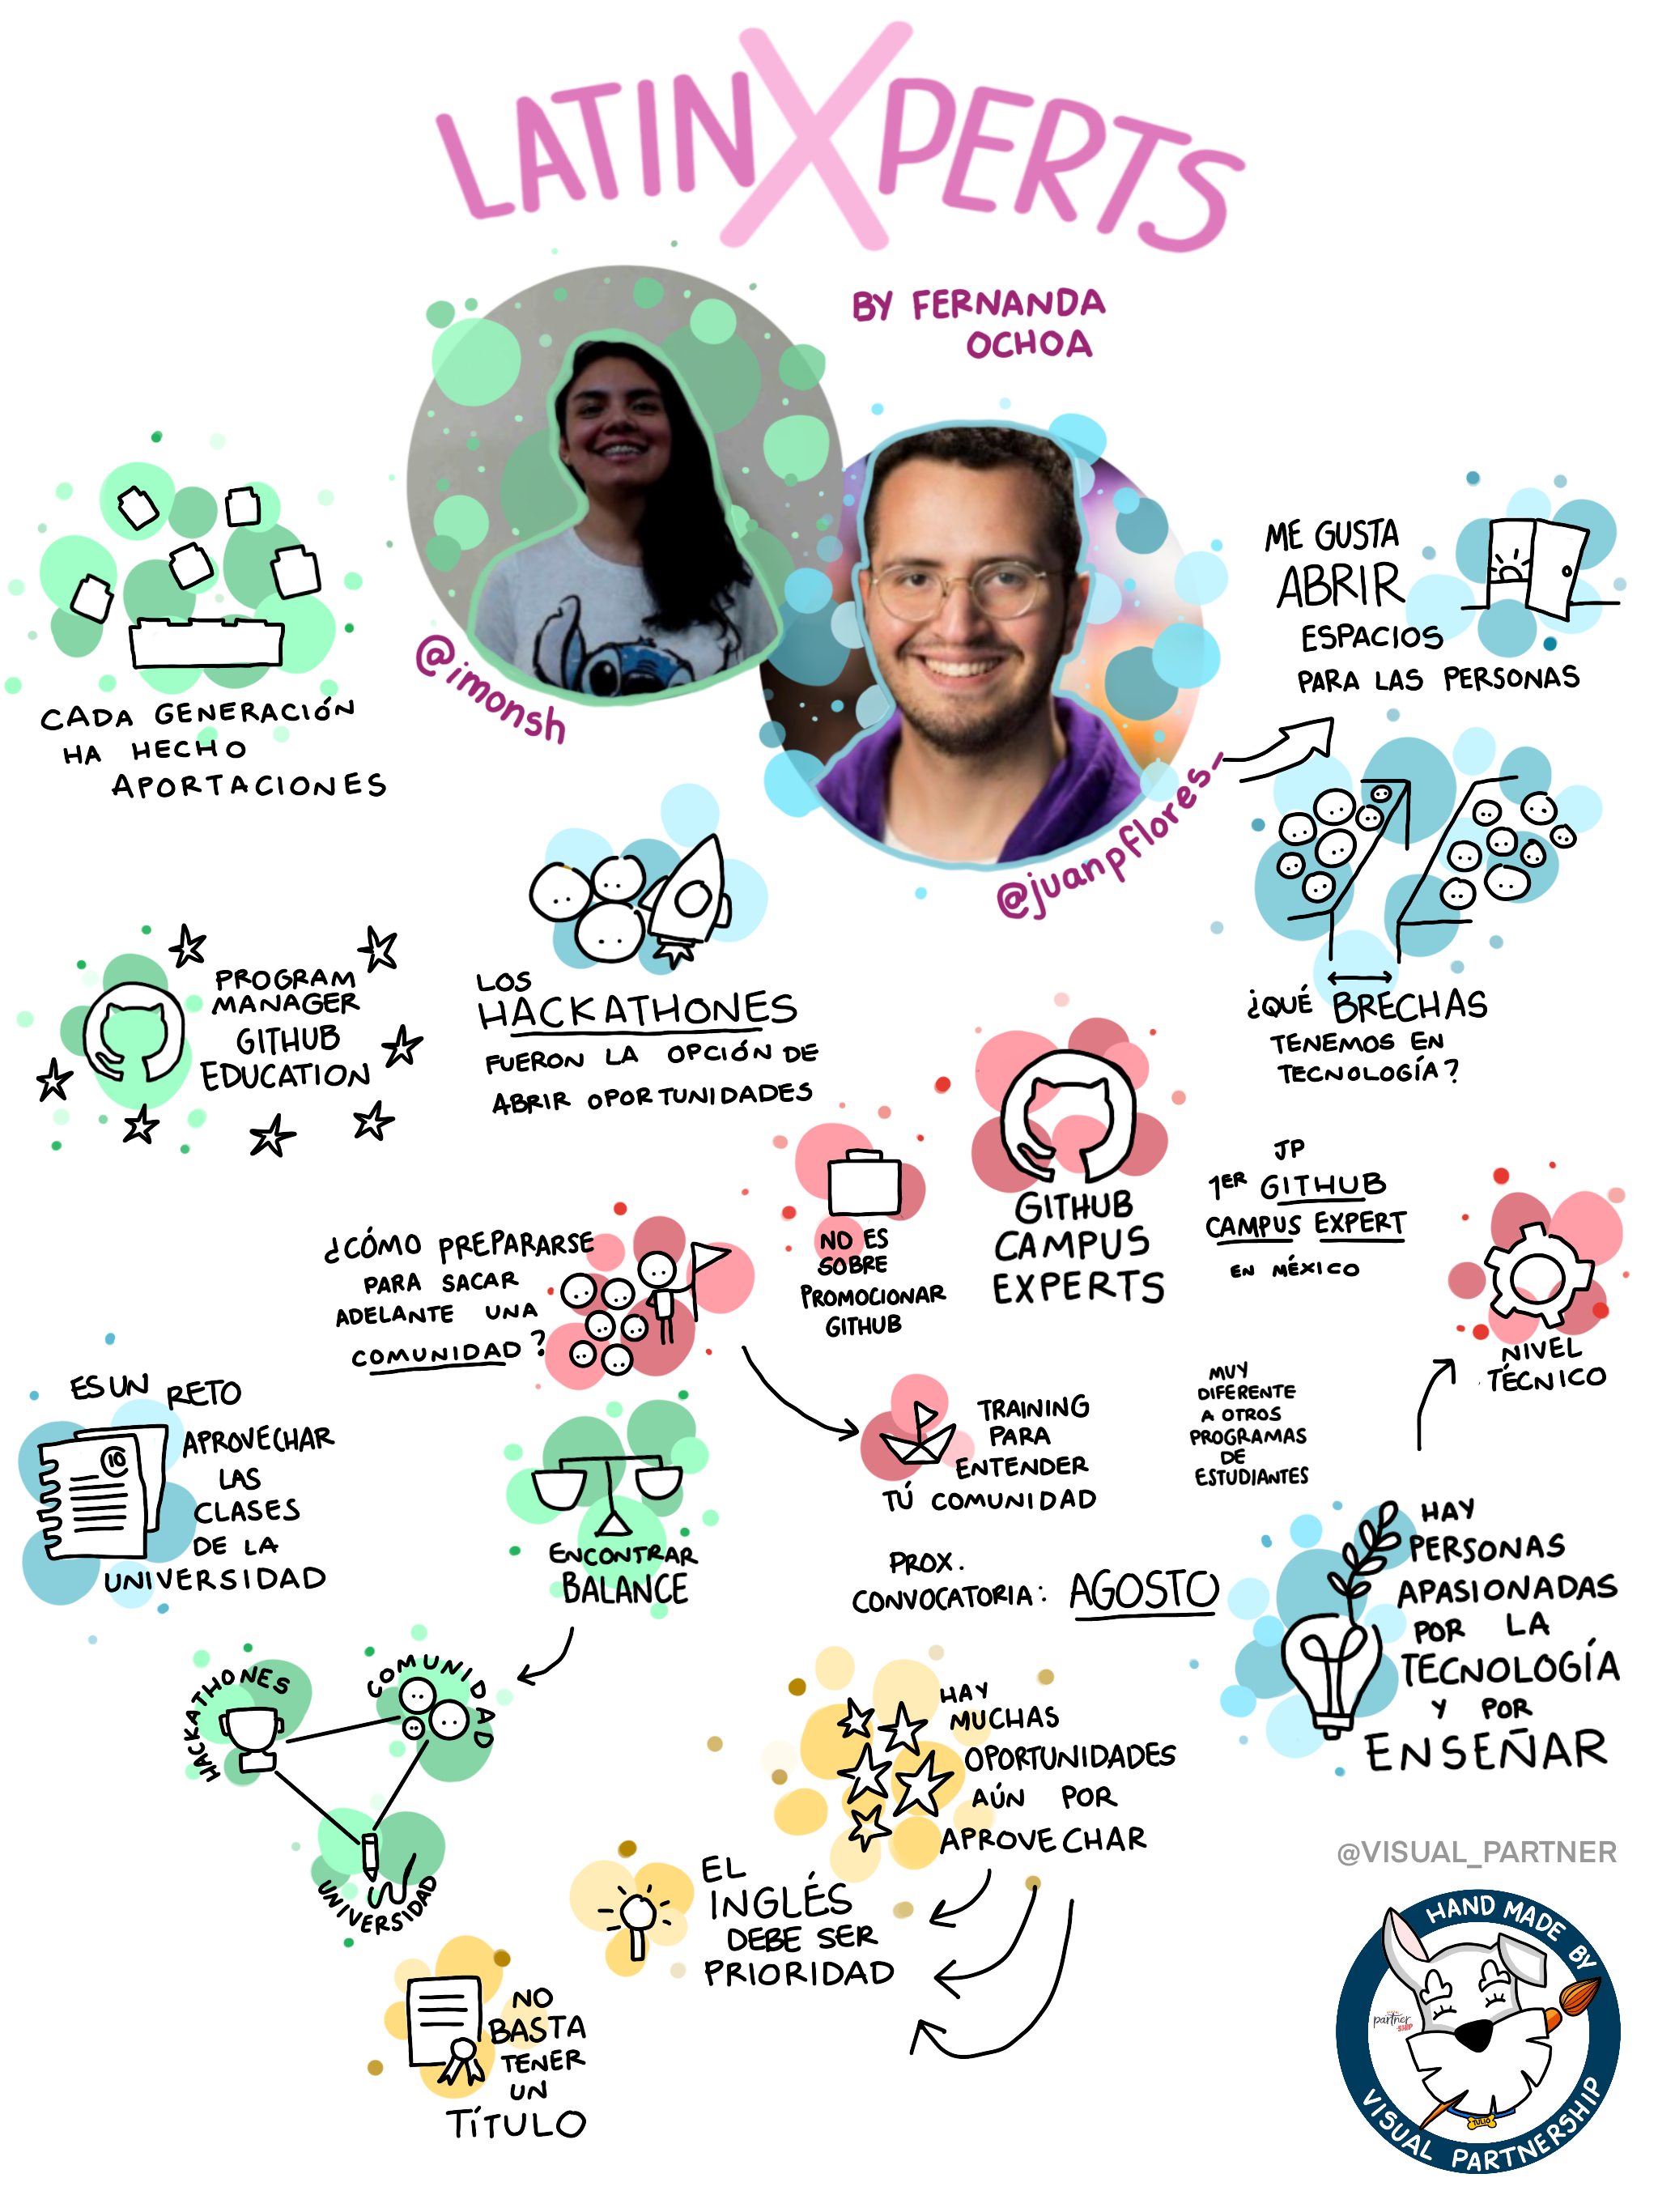 LATINXPERTS
BY FERNANDA
OCHOA
@imonsh
@juanpflores_
CADA GENERACIÓN
HA HECHO
APORTACIONES
ME GUSTA
ABRIR
ESPACIOS
PARA LAS PERSONAS
PROGRAM
MANAGER
GITHUB
EDUCATION
LOS
HACKATHONES
FUERON LA OPCIÓN DE
ABRIR OPORTUNIDADES
¿QUÉ BRECHAS
TENEMOS EN
TECNOLOGÍA?
GITHUB
CAMPUS
EXPERTS
JP
1ER GITHUB
CAMPUS EXPERT
EN MÉXICO
NO ES
SOBRE
PROMOCIONAR
GITHUB
¿CÓMO PREPARARSE
PARA SACAR
ADELANTE UNA
COMUNIDAD?
NIVEL
TÉCNICO
ES UN RETO
APROVECHAR
LAS
CLASES
DE LA
UNIVERSIDAD
10
TRAINING
PARA
ENTENDER
TÚ COMUNIDAD
MUY
DIFERENTE
A OTROS
PROGRAMAS
DE
ESTUDIANTES
ENCONTRAR
BALANCE
PROX.
CONVOCATORIA: AGOSTO
HAY
PERSONAS
APASIONADAS
POR LA
TECNOLOGÍA
Y POR
ENSEÑAR
HACKATHONES
COMUNIDAD
UNIVERSIDAD
HAY
MUCHAS
OPORTUNIDADES
AÚN POR
APROVECHAR
EL
INGLÉS
DEBE SER
PRIORIDAD
NO
BASTA
TENER
UN
TÍTULO
@VISUAL_PARTNER
HAND MADE BY
partner
SHIP
TULIO
VISUAL PARTNERSHIP